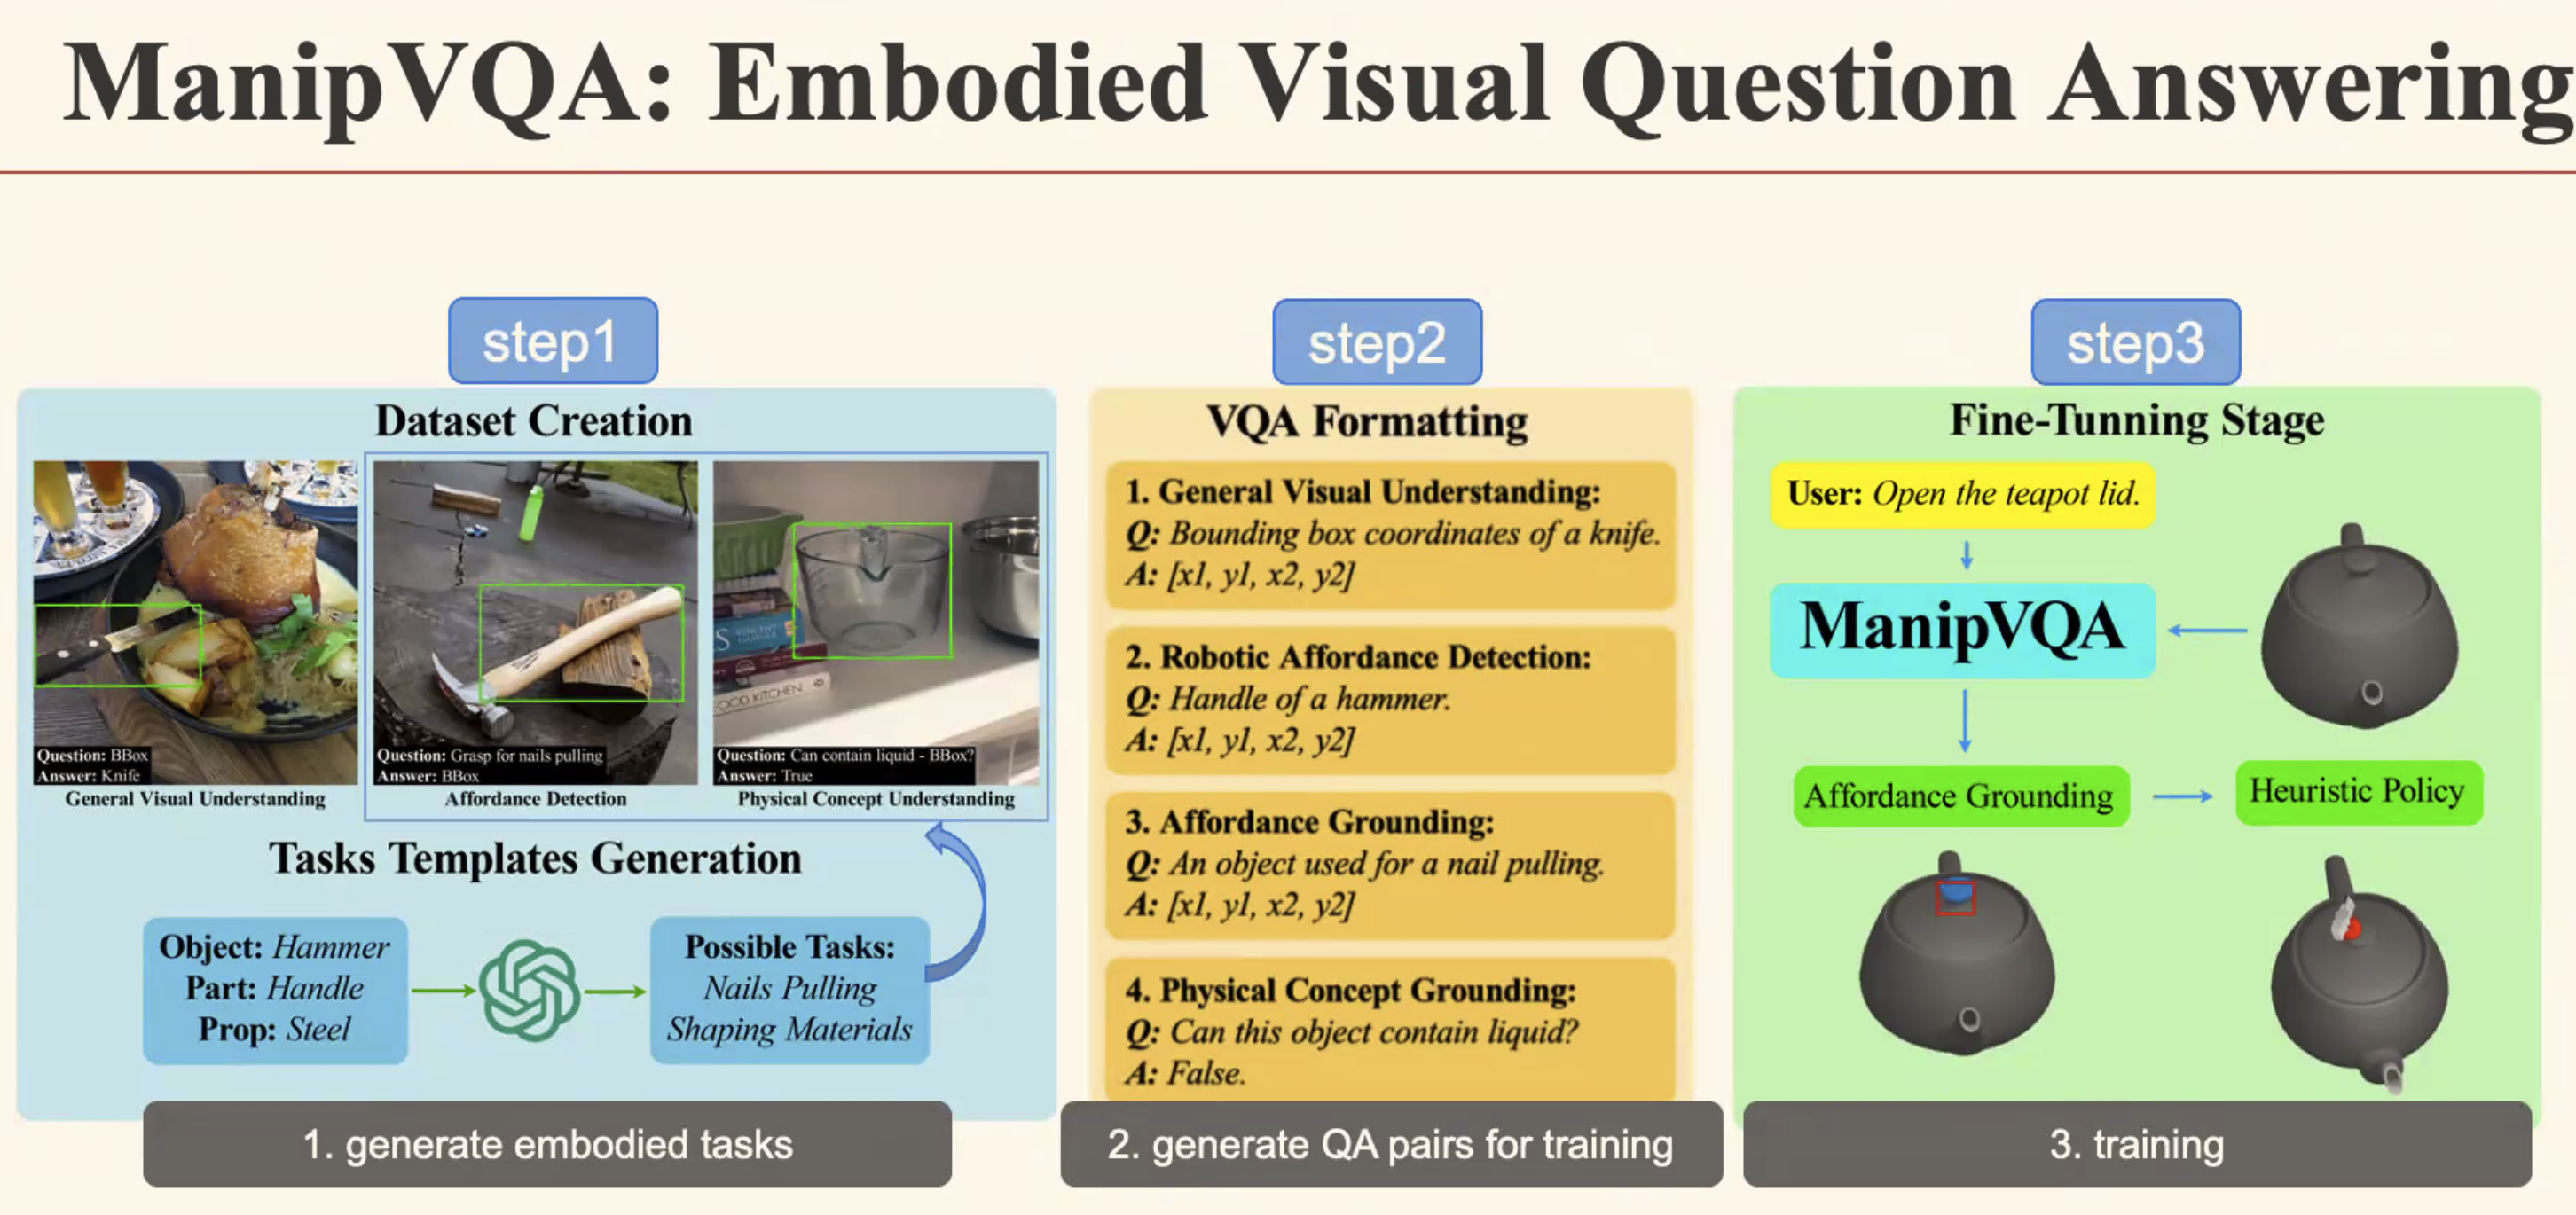 ManipVQA: Embodied Visual Question Answering
step1
Dataset Creation
VINCENT
OOD KITCHEN
Question: BBox
Answer: Knife
General Visual Understanding
Question: Grasp for nails pulling
Answer: BBox
Affordance Detection
Question: Can contain liquid - BBox?
Answer: True
Physical Concept Understanding
Tasks Templates Generation
Object: Hammer
Part: Handle
Prop: Steel
Possible Tasks:
Nails Pulling
Shaping Materials
1. generate embodied tasks
step2
VQA Formatting
1. General Visual Understanding:
Q: Bounding box coordinates of a knife.
A: [x1, y1, x2, y2]
2. Robotic Affordance Detection:
Q: Handle of a hammer.
A: [x1, y1, x2, y2]
3. Affordance Grounding:
Q: An object used for a nail pulling.
A: [x1, y1, x2, y2]
4. Physical Concept Grounding:
Q: Can this object contain liquid?
A: False.
2. generate QA pairs for training
step3
Fine-Tunning Stage
User: Open the teapot lid.
ManipVQA
Affordance Grounding
Heuristic Policy
3. training